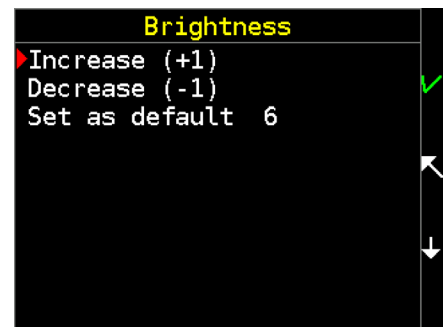 Brightness
Increase (+1)
Decrease (-1)
Set as default 6